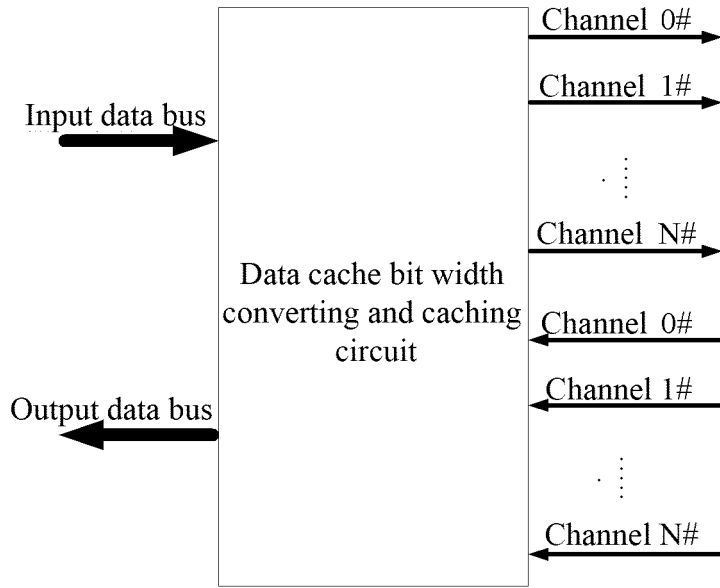 Channel 0#
Channel 1#
Input data bus
Channel N#
Data cache bit width
converting and caching
circuit
Channel 0#
Channel 1#
Output data bus
Channel N#